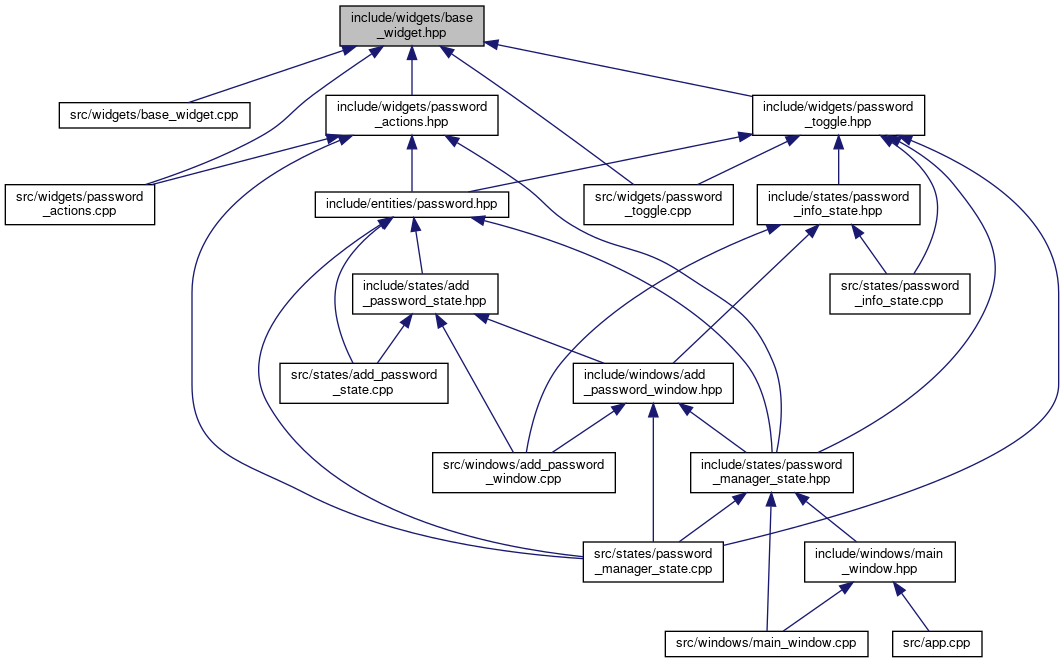 include/widgets/base
_widget.hpp
src/widgets/base_widget.cpp
include/widgets/password
_actions.hpp
include/widgets/password
_toggle.hpp
src/widgets/password
_actions.cpp
include/entities/password.hpp
src/widgets/password
_toggle.cpp
include/states/password
_info_state.hpp
include/states/add
_password_state.hpp
src/states/password
_info_state.cpp
src/states/add_password
_state.cpp
include/windows/add
_password_window.hpp
src/windows/add_password
_window.cpp
include/states/password
_manager_state.hpp
src/states/password
_manager_state.cpp
include/windows/main
_window.hpp
src/windows/main_window.cpp
src/app.cpp